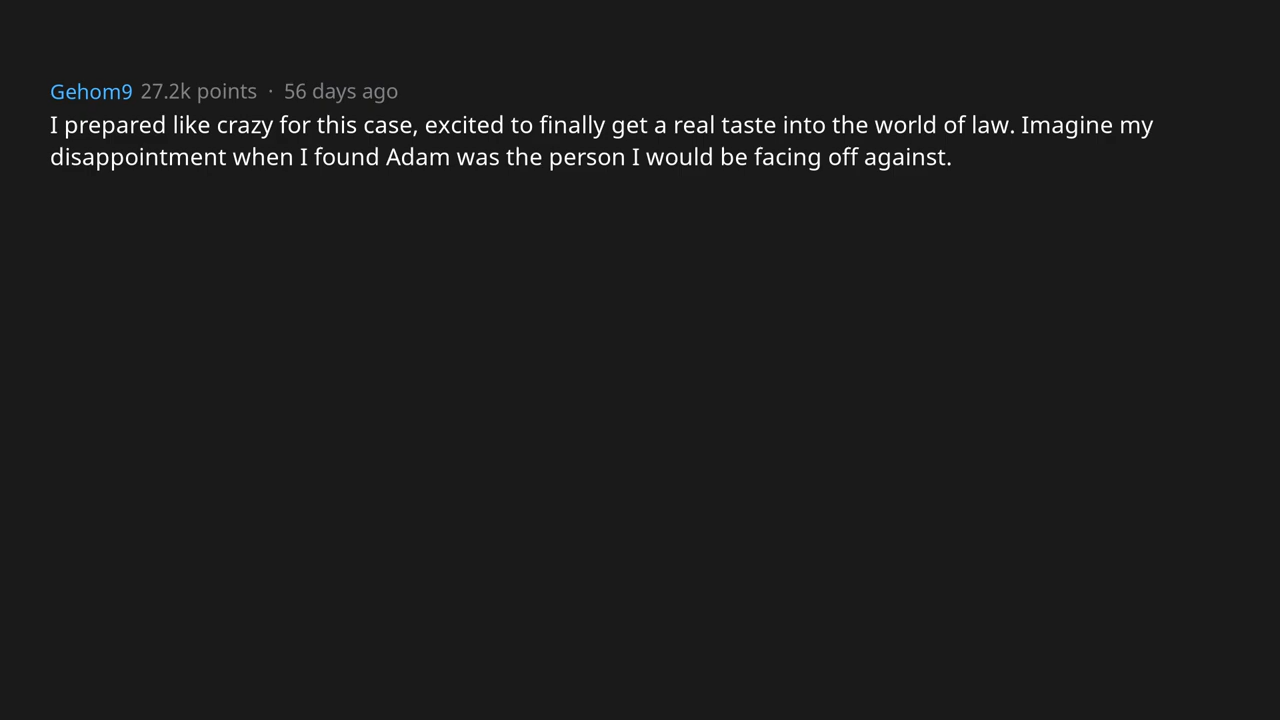 Gehom9 27.2k points · 56 days ago
I prepared like crazy for this case, excited to finally get a real taste into the world of law. Imagine my
disappointment when I found Adam was the person I would be facing off against.